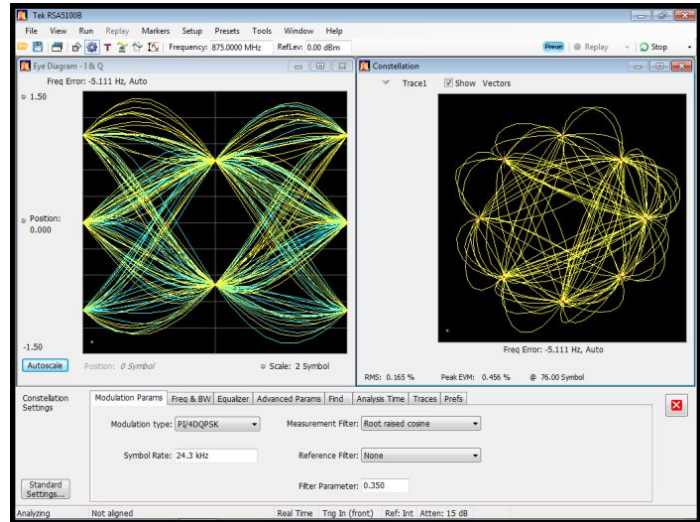 Tek RSA5100B
File View Run Replay Markers Setup Presets Tools Window Help
T Frequency: 875.0000 MHz RefLev: 0.00 dBm Preset Replay Stop
Eye Diagram - I & Q
Freq Error: -5.111 Hz, Auto
1.50
Position:
0.000
-1.50
Autoscale Position: 0 Symbol Scale: 2 Symbol
Constellation
Trace1 Show Vectors
Freq Error: -5.111 Hz, Auto
RMS: 0.165 % Peak EVM: 0.456 % @ 76.00 Symbol
Constellation
Settings
Modulation Params Freq & BW Equalizer Advanced Params Find Analysis Time Traces Prefs
Modulation type: PI/4DQPSK Measurement Filter: Root raised cosine
Symbol Rate: 24.3 kHz Reference Filter: None
Filter Parameter: 0.350
Standard
Settings...
Analyzing Not aligned Real Time Trig In (front) Ref: Int Atten: 15 dB